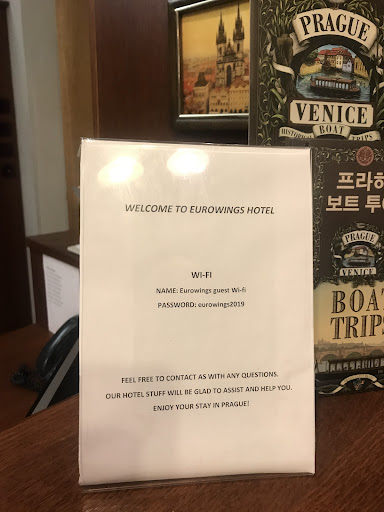 WELCOME TO EUROWINGS HOTEL
WI-FI
NAME: Eurowings guest Wi-fi
PASSWORD: eurowings2019
FEEL FREE TO CONTACT AS WITH ANY QUESTIONS.
OUR HOTEL STUFF WILL BE GLAD TO ASSIST AND HELP YOU.
ENJOY YOUR STAY IN PRAGUE!
PRAGUE
VENICE
HISTORICAL BOAT TRIPS
프라하
보트 투어
PRAGUE
VENICE
BOAT
TRIPS